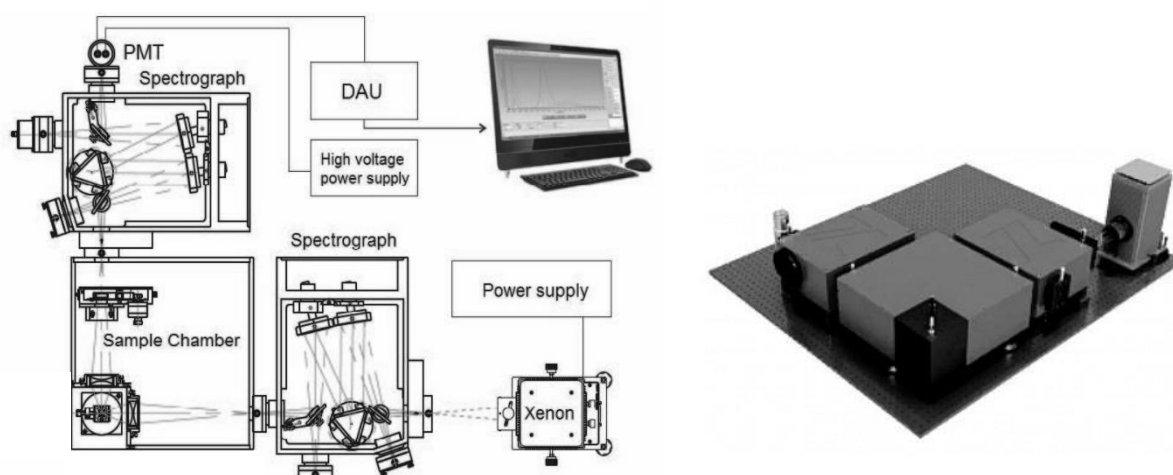 PMT
Spectrograph
DAU
High voltage
power supply
Spectrograph
Power supply
Sample Chamber
Xenon